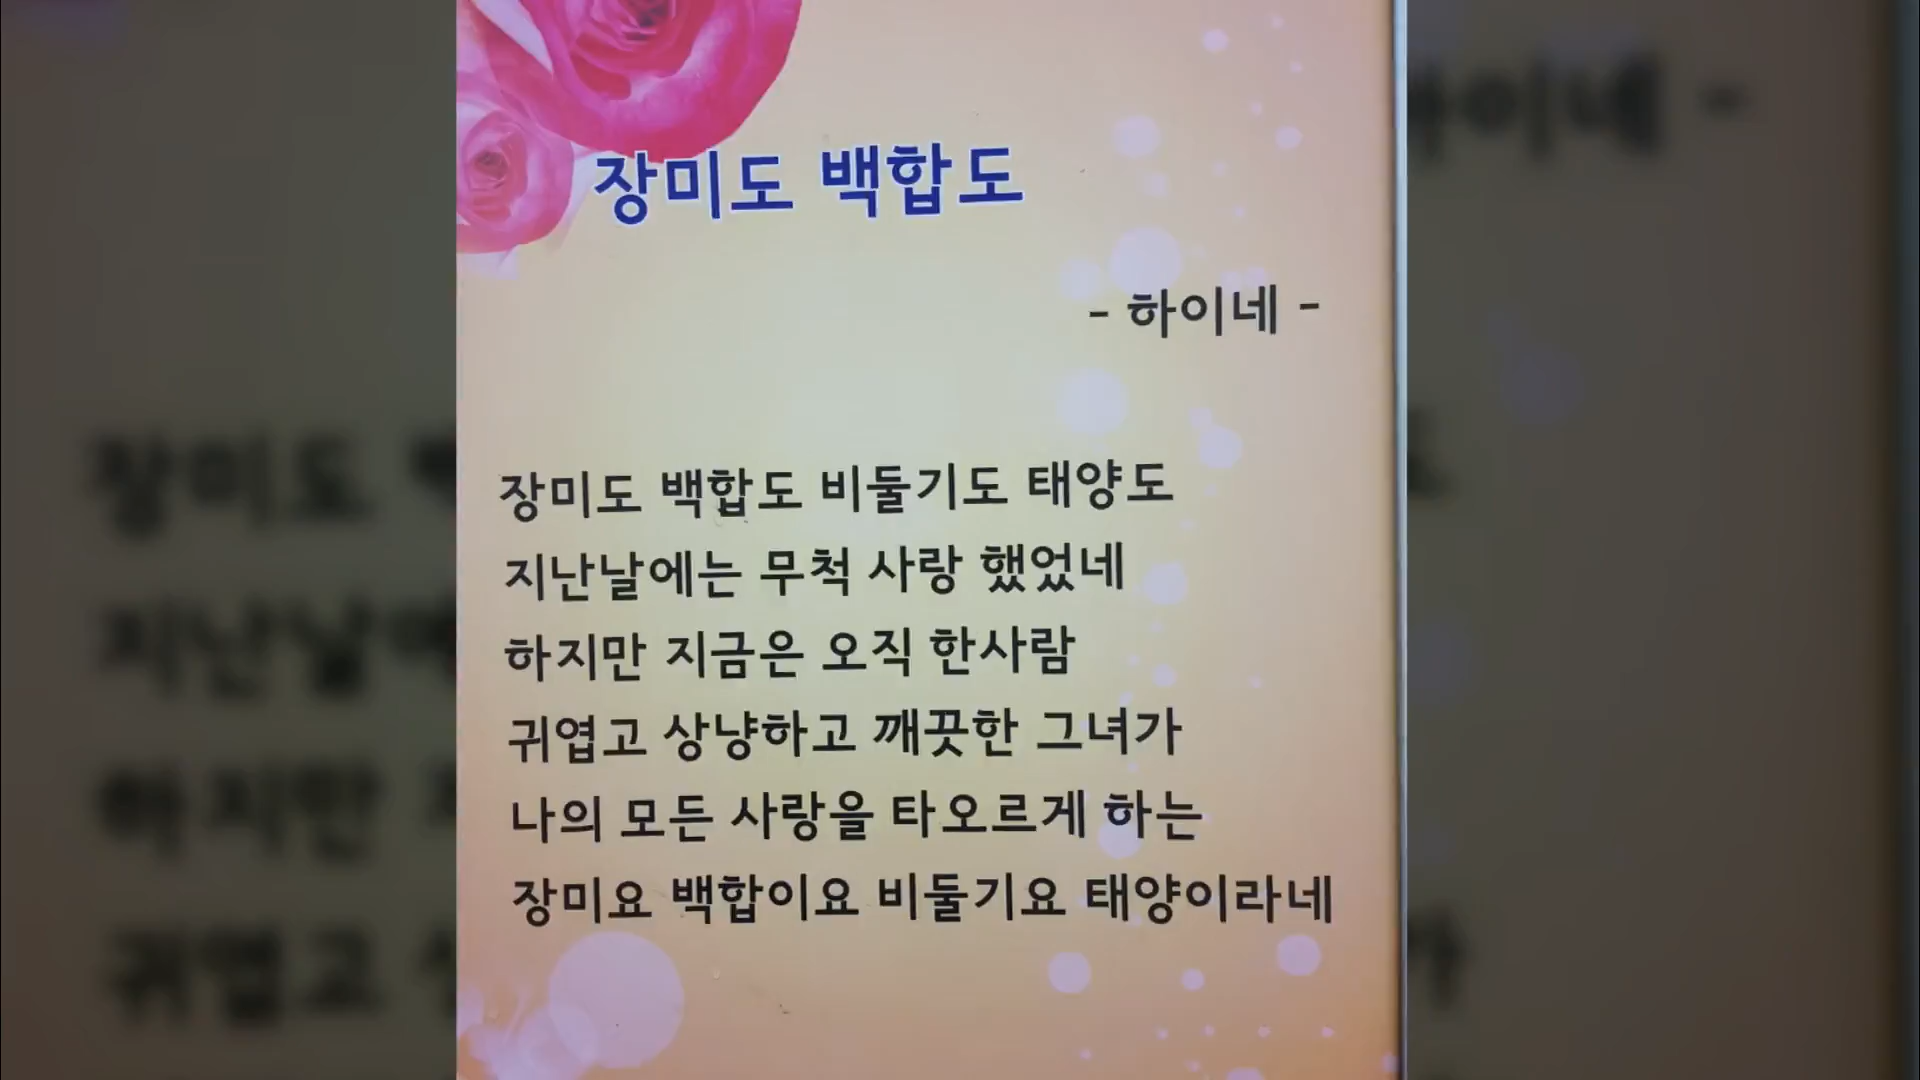 장미도 백합도
- 하이네 -
장미도 백합도 비둘기도 태양도
지난날에는 무척 사랑 했었네
하지만 지금은 오직 한사람
귀엽고 상냥하고 깨끗한 그녀가
나의 모든 사랑을 타오르게 하는
장미요 백합이요 비둘기요 태양이라네